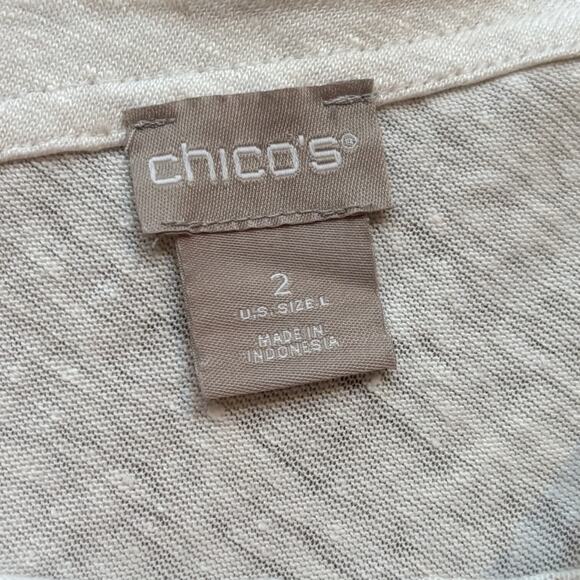 chico's®
2
U.S. SIZE L
MADE IN
INDONESIA